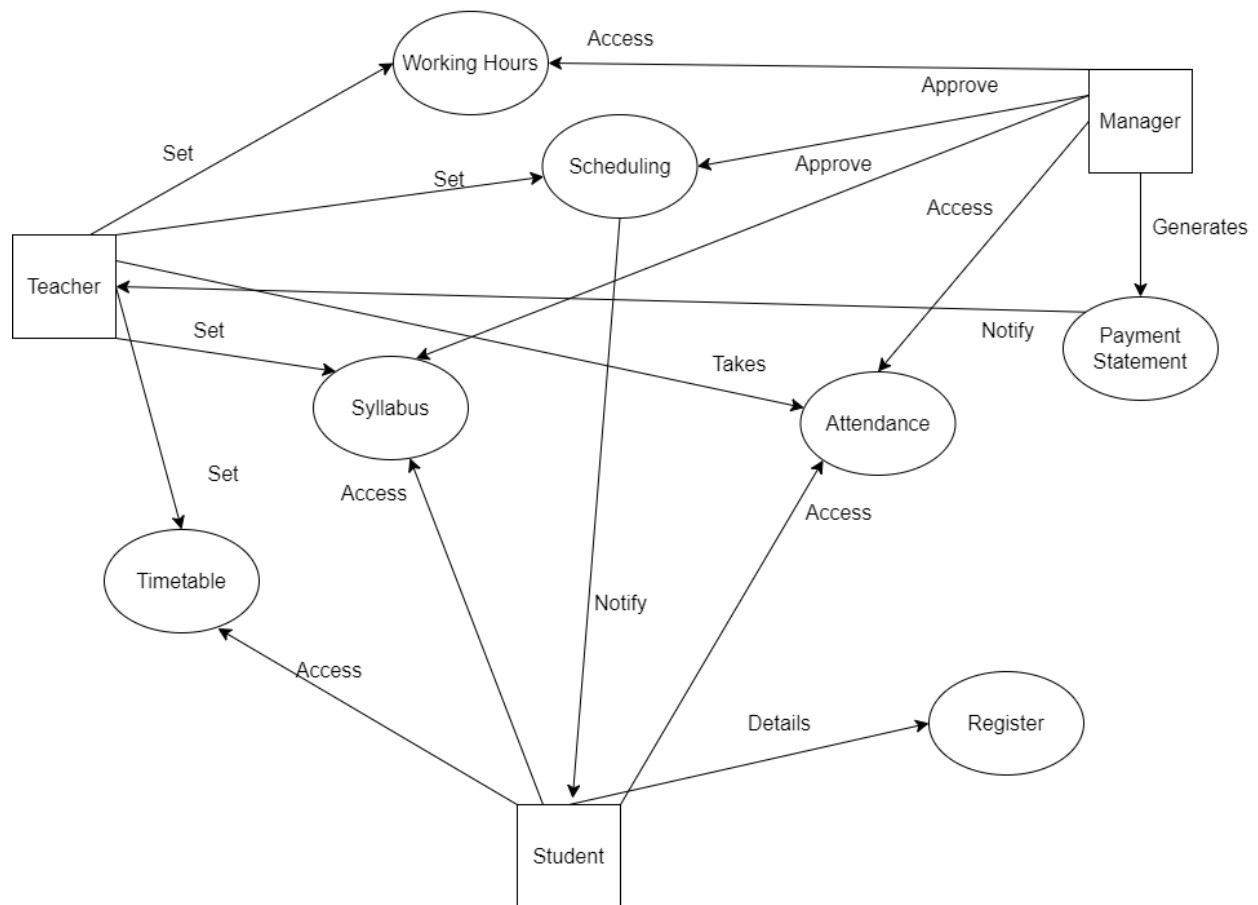 Access
Working Hours
Approve
Manager
Set
Scheduling
Approve
Set
Access
Generates
Teacher
Notify
Set
Payment
Statement
Takes
Syllabus
Attendance
Set
Access
Access
Timetable
Notify
Access
Details
Register
Student